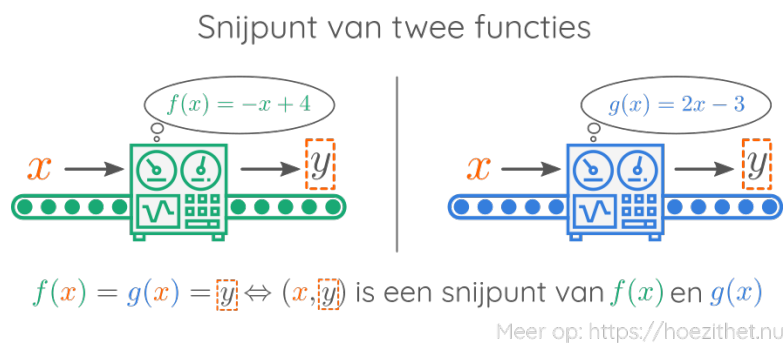 Snijpunt van twee functies
f(x) = −x + 4
g(x) = 2x − 3
x
y
x
y
f(x) = g(x) = y ⇔ (x,y) is een snijpunt van f(x) en g(x)
Meer op: https://hoezithet.nu